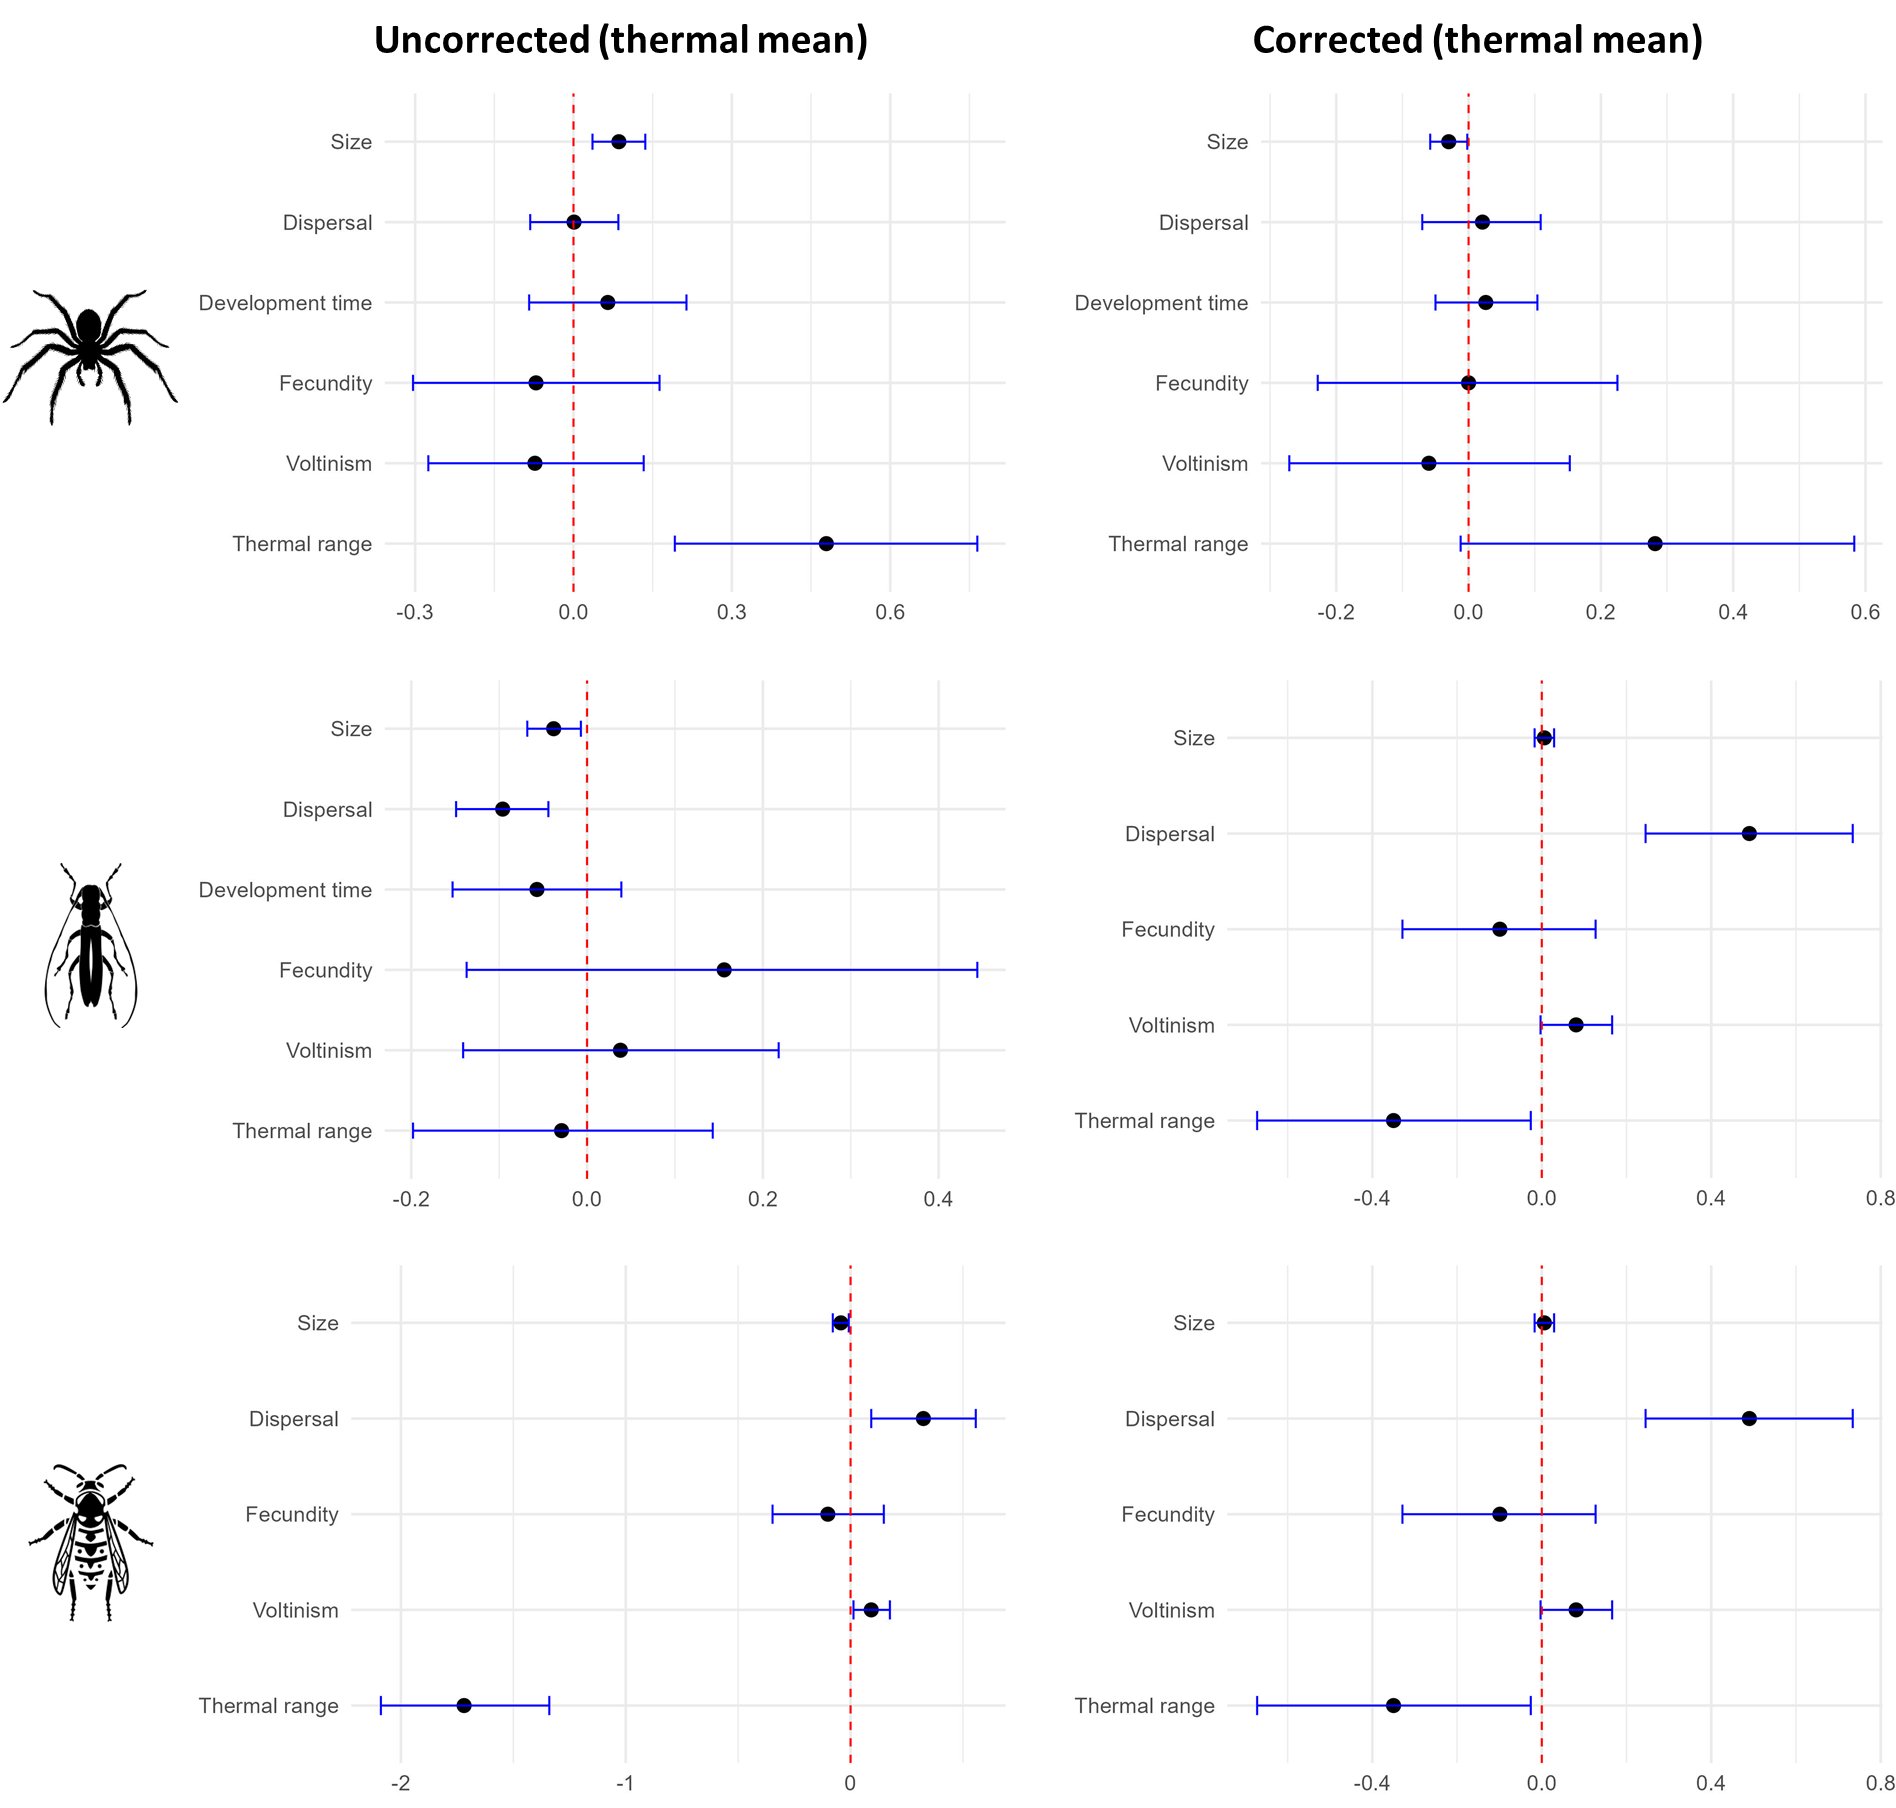 Uncorrected (thermal mean)
Corrected (thermal mean)
Size
Dispersal
Development time
Fecundity
Voltinism
Thermal range
-0.3 0.0 0.3 0.6
Size
Dispersal
Development time
Fecundity
Voltinism
Thermal range
-0.2 0.0 0.2 0.4 0.6
Size
Dispersal
Development time
Fecundity
Voltinism
Thermal range
-0.2 0.0 0.2 0.4
Size
Dispersal
Fecundity
Voltinism
Thermal range
-0.4 0.0 0.4 0.8
Size
Dispersal
Fecundity
Voltinism
Thermal range
-2 -1 0
Size
Dispersal
Fecundity
Voltinism
Thermal range
-0.4 0.0 0.4 0.8